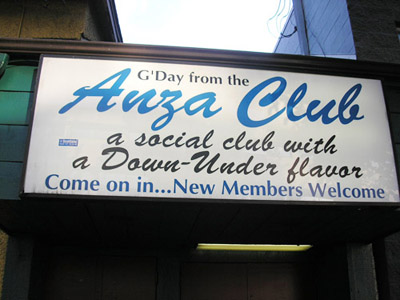 G'Day from the
Anza Club
a social club with
a Down-Under flavor
Come on in...New Members Welcome